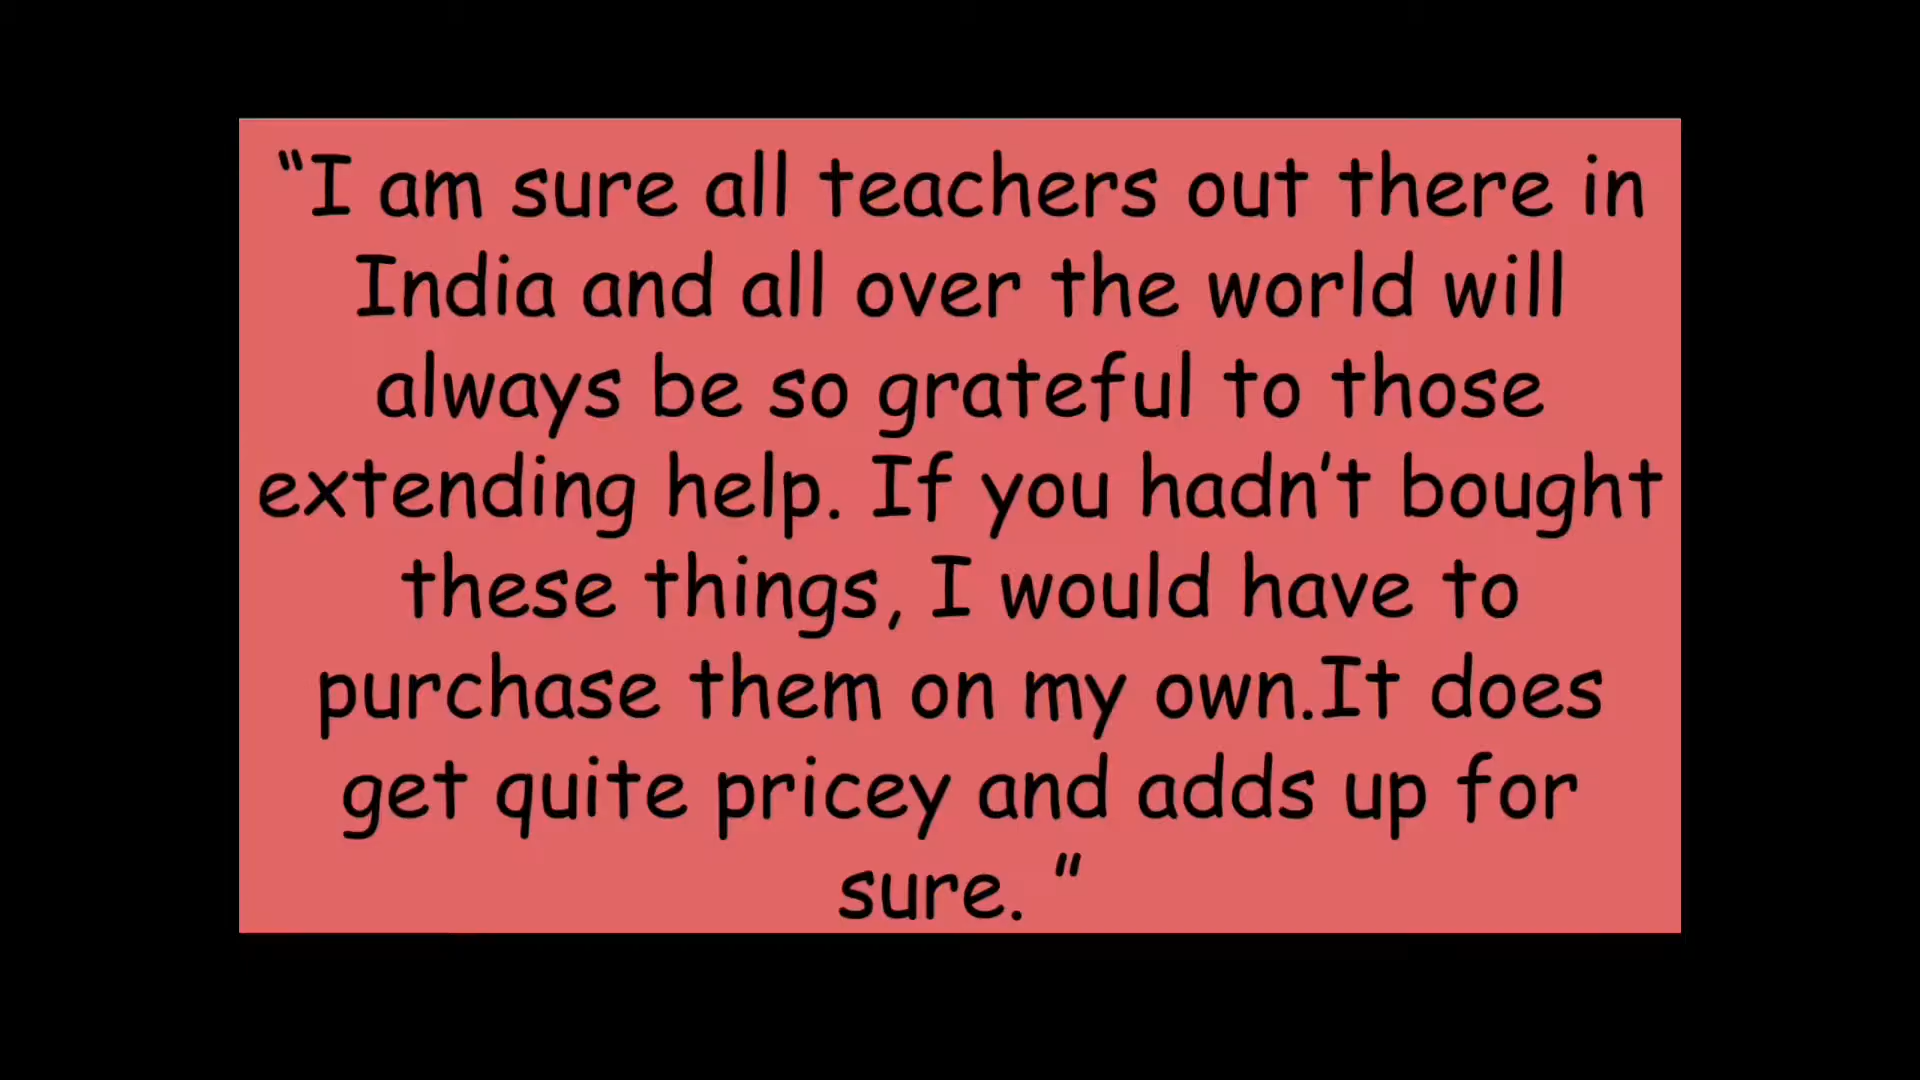 “I am sure all teachers out there in
India and all over the world will
always be so grateful to those
extending help. If you hadn’t bought
these things, I would have to
purchase them on my own.It does
get quite pricey and adds up for
sure. ”